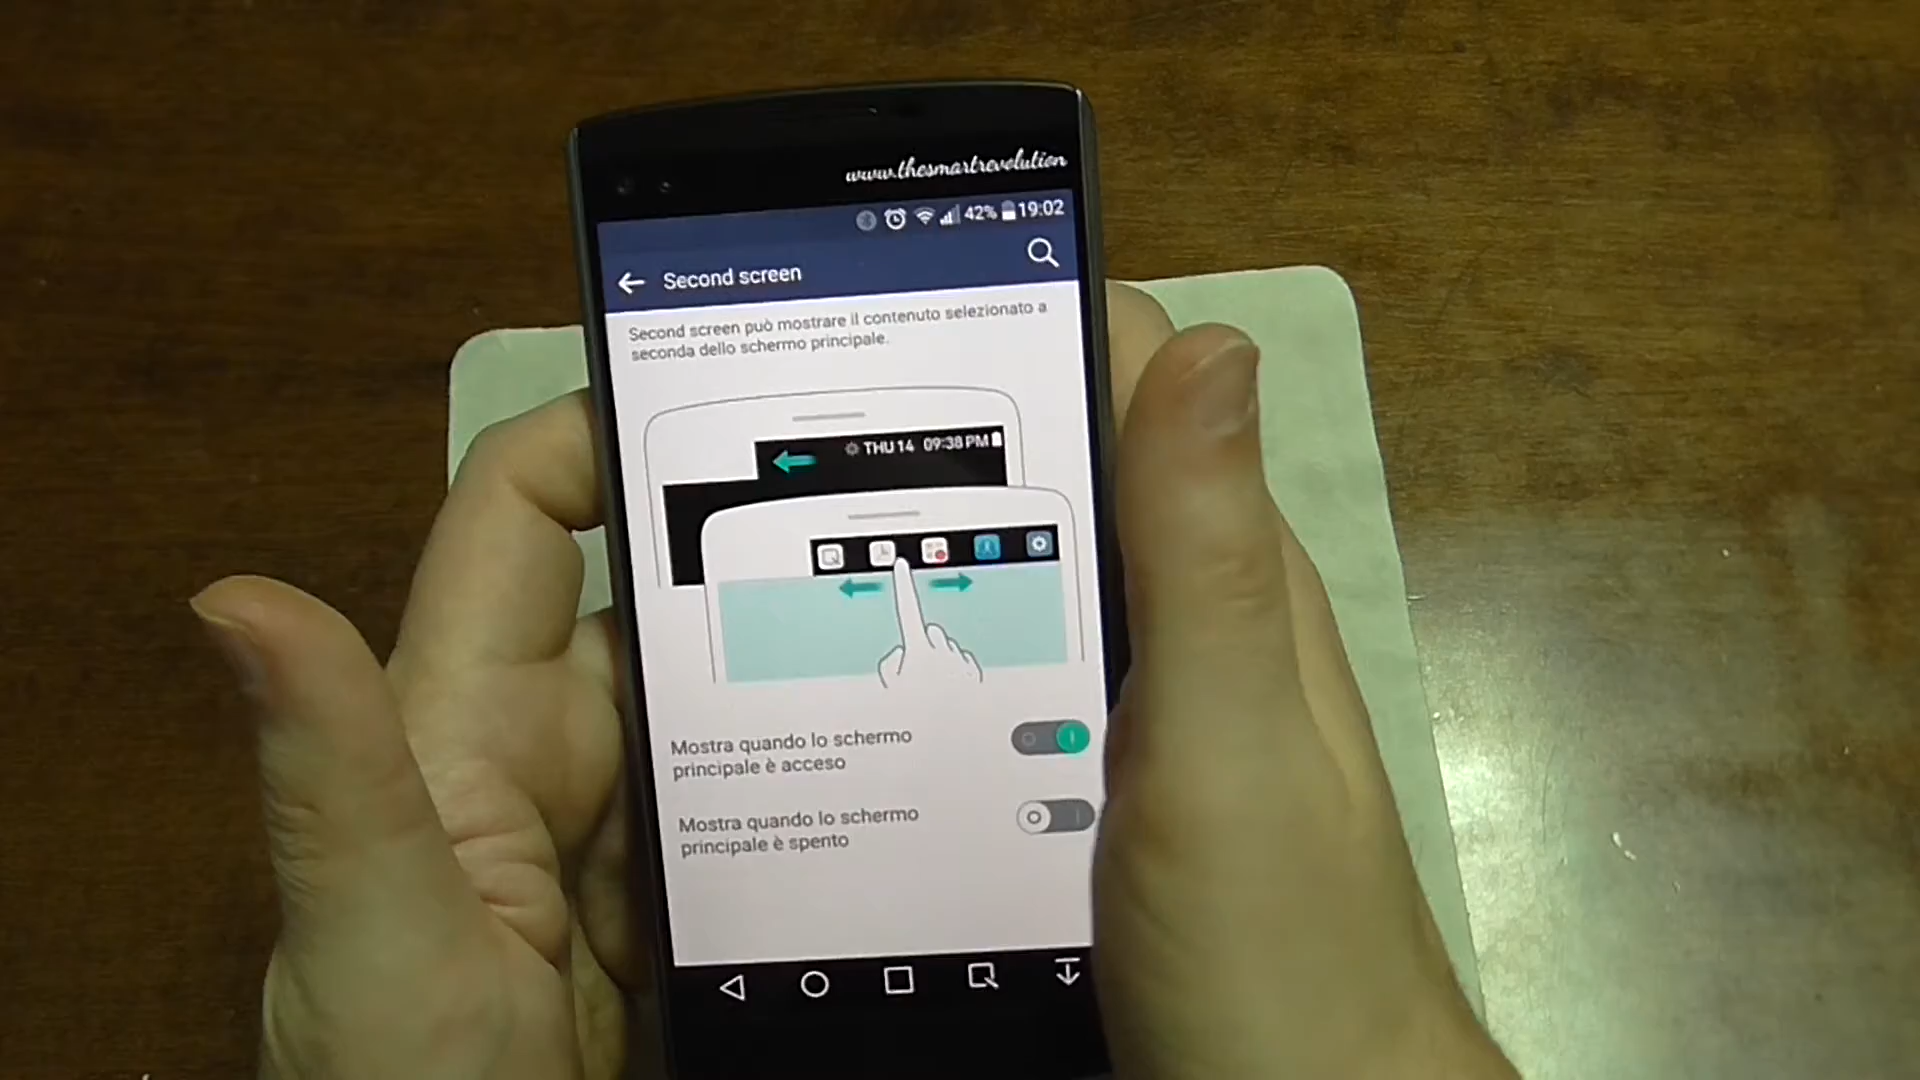 www.thesmartrevolution
42% 19:02
Second screen
Second screen può mostrare il contenuto selezionato a
seconda dello schermo principale.
THU 14 09:38 PM
Mostra quando lo schermo
principale è acceso
Mostra quando lo schermo
principale è spento